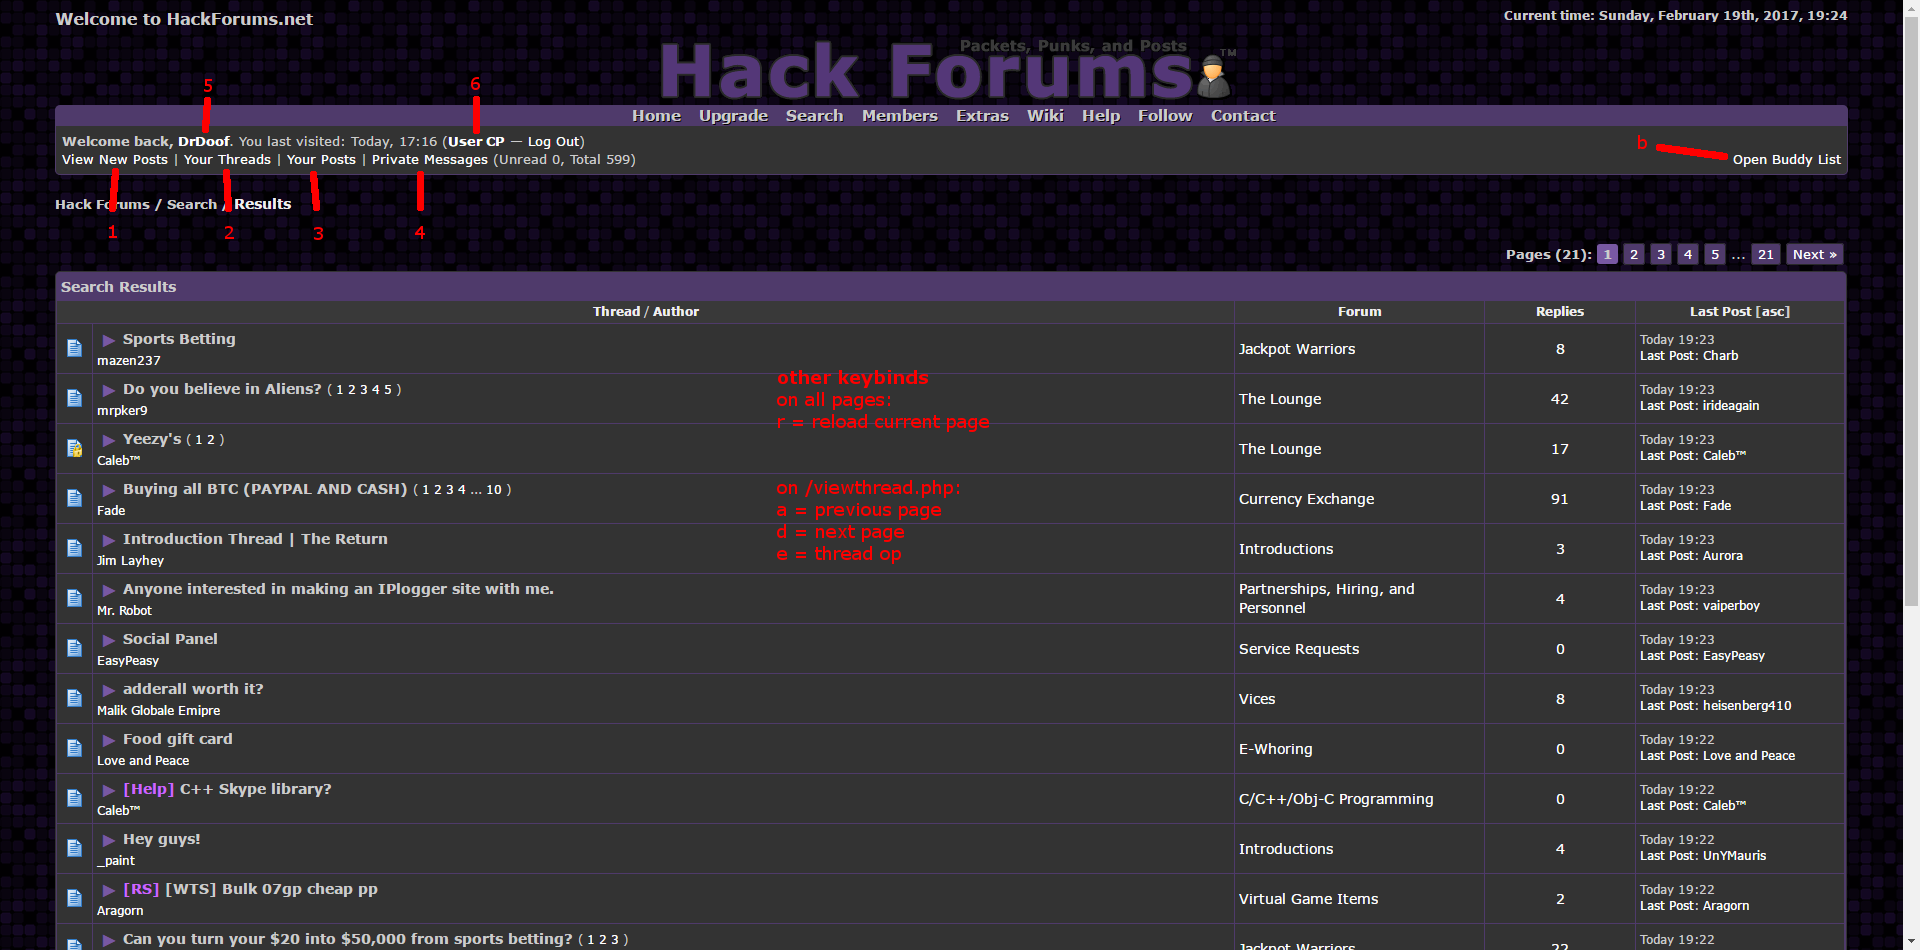 Welcome to HackForums.net
Current time: Sunday, February 19th, 2017, 19:24
Packets, Punks, and Posts
Hack Forums™
5
6
Home Upgrade Search Members Extras Wiki Help Follow Contact
Welcome back, DrDoof. You last visited: Today, 17:16 (User CP — Log Out)
b
View New Posts | Your Threads | Your Posts | Private Messages (Unread 0, Total 599)
Open Buddy List
Hack Forums / Search / Results
1 2 3 4
Pages (21): 1 2 3 4 5 ... 21 Next »
Search Results
Thread / Author Forum Replies Last Post [asc]
Sports Betting
mazen237
Jackpot Warriors
8
Today 19:23
Last Post: Charb
other keybinds
on all pages:
r = reload current page
Do you believe in Aliens? ( 1 2 3 4 5 )
mrpker9
The Lounge
42
Today 19:23
Last Post: irideagain
Yeezy's ( 1 2 )
Caleb™
The Lounge
17
Today 19:23
Last Post: Caleb™
on /viewthread.php:
a = previous page
d = next page
e = thread op
Buying all BTC (PAYPAL AND CASH) ( 1 2 3 4 ... 10 )
Fade
Currency Exchange
91
Today 19:23
Last Post: Fade
Introduction Thread | The Return
Jim Layhey
Introductions
3
Today 19:23
Last Post: Aurora
Anyone interested in making an IPlogger site with me.
Mr. Robot
Partnerships, Hiring, and
Personnel
4
Today 19:23
Last Post: vaiperboy
Social Panel
EasyPeasy
Service Requests
0
Today 19:23
Last Post: EasyPeasy
adderall worth it?
Malik Globale Emipre
Vices
8
Today 19:23
Last Post: heisenberg410
Food gift card
Love and Peace
E-Whoring
0
Today 19:22
Last Post: Love and Peace
[Help] C++ Skype library?
Caleb™
C/C++/Obj-C Programming
0
Today 19:22
Last Post: Caleb™
Hey guys!
_paint
Introductions
4
Today 19:22
Last Post: UnYMauris
[RS] [WTS] Bulk 07gp cheap pp
Aragorn
Virtual Game Items
2
Today 19:22
Last Post: Aragorn
Can you turn your $20 into $50,000 from sports betting? ( 1 2 3 )
Jackpot Warriors
22
Today 19:22